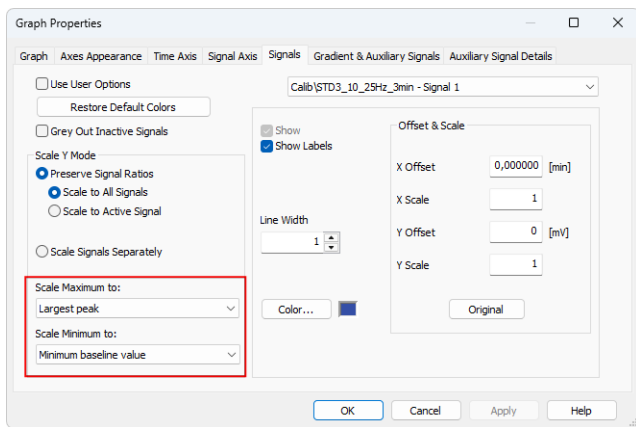 Graph Properties
Graph Axes Appearance Time Axis Signal Axis Signals Gradient & Auxiliary Signals Auxiliary Signal Details
Use User Options
Restore Default Colors
Grey Out Inactive Signals
Scale Y Mode
Preserve Signal Ratios
Scale to All Signals
Scale to Active Signal
Scale Signals Separately
Scale Maximum to:
Largest peak
Scale Minimum to:
Minimum baseline value
Calib\STD3_10_25Hz_3min - Signal 1
Show
Show Labels
Line Width
1
Color...
Offset & Scale
X Offset 0,000000 [min]
X Scale 1
Y Offset 0 [mV]
Y Scale 1
Original
OK Cancel Apply Help